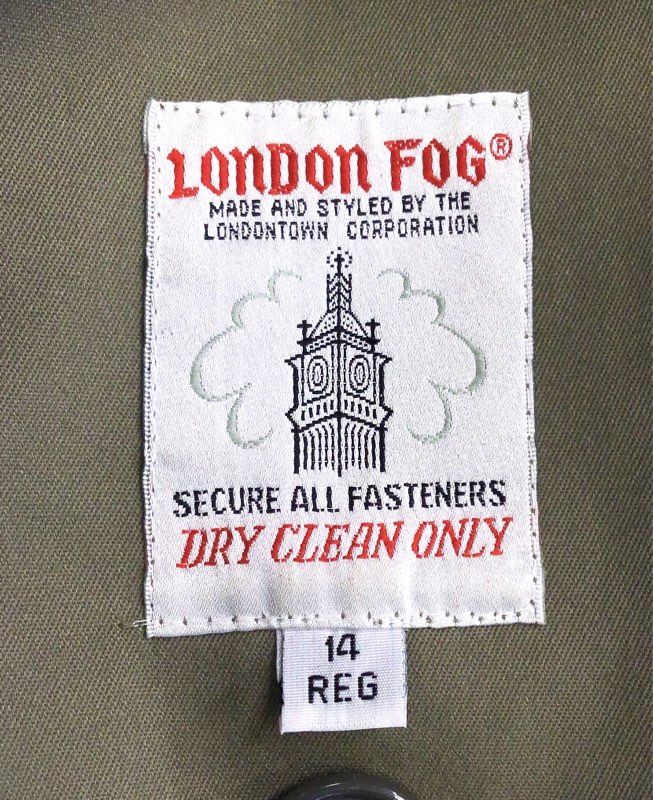 LONDON FOG®
MADE AND STYLED BY THE
LONDONTOWN CORPORATION
SECURE ALL FASTENERS
DRY CLEAN ONLY
14
REG